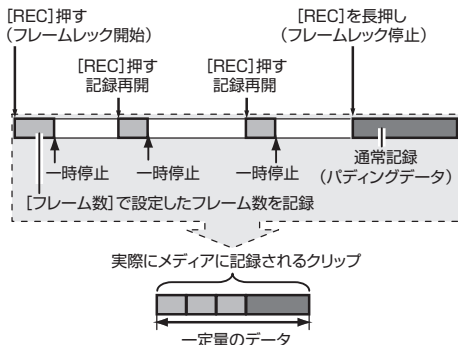 [REC]押す
(フレームレック開始)
[REC]を長押し
(フレームレック停止)
[REC]押す
記録再開
[REC]押す
記録再開
一時停止
一時停止
一時停止
通常記録
(パディングデータ)
[フレーム数]で設定したフレーム数を記録
実際にメディアに記録されるクリップ
一定量のデータ